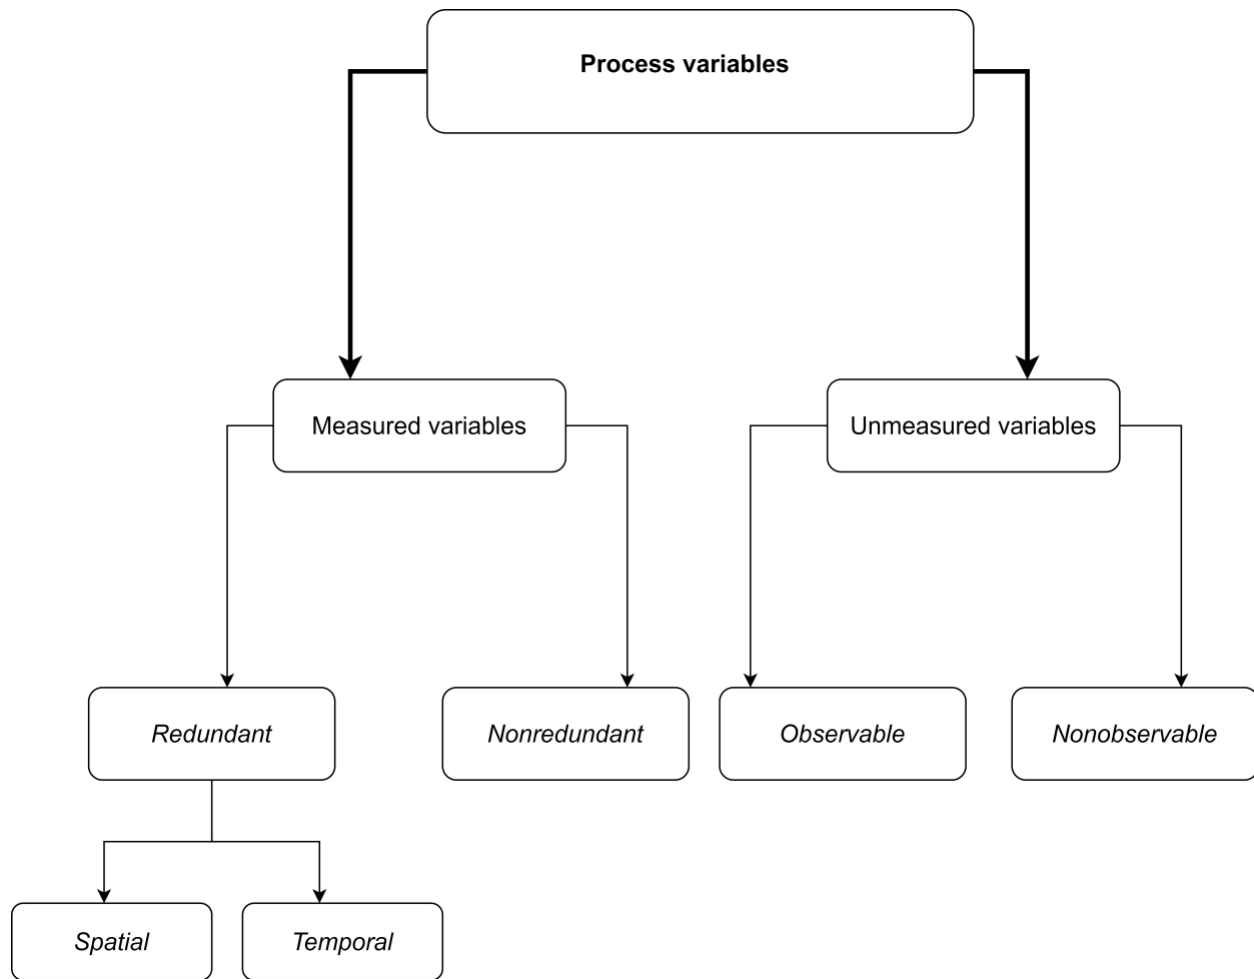 Process variables
Measured variables
Unmeasured variables
Redundant
Nonredundant
Observable
Nonobservable
Spatial
Temporal